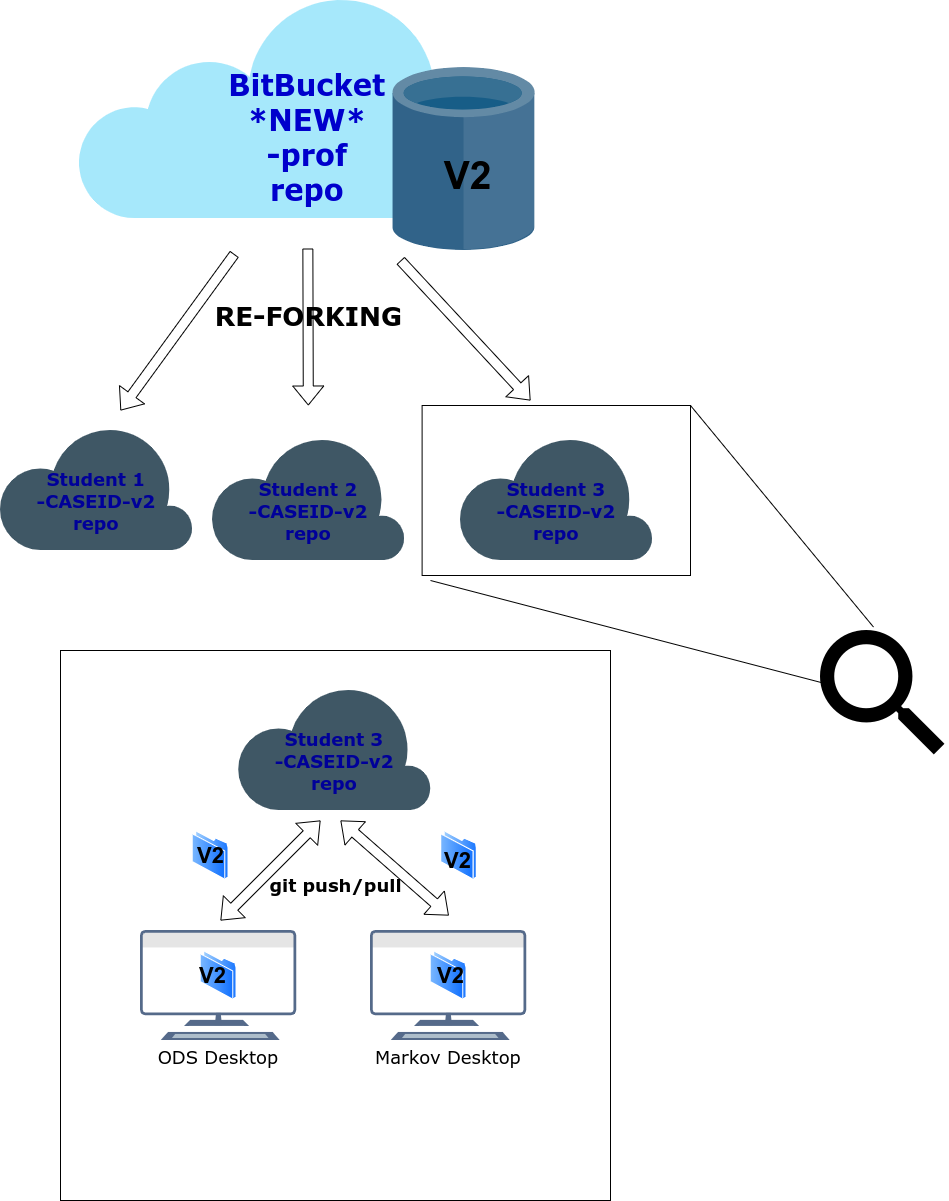 BitBucket
*NEW*
-prof
repo
V2
RE-FORKING
Student 1
-CASEID-v2
repo
Student 2
-CASEID-v2
repo
Student 3
-CASEID-v2
repo
Student 3
-CASEID-v2
repo
V2
V2
git push/pull
V2
V2
ODS Desktop
Markov Desktop